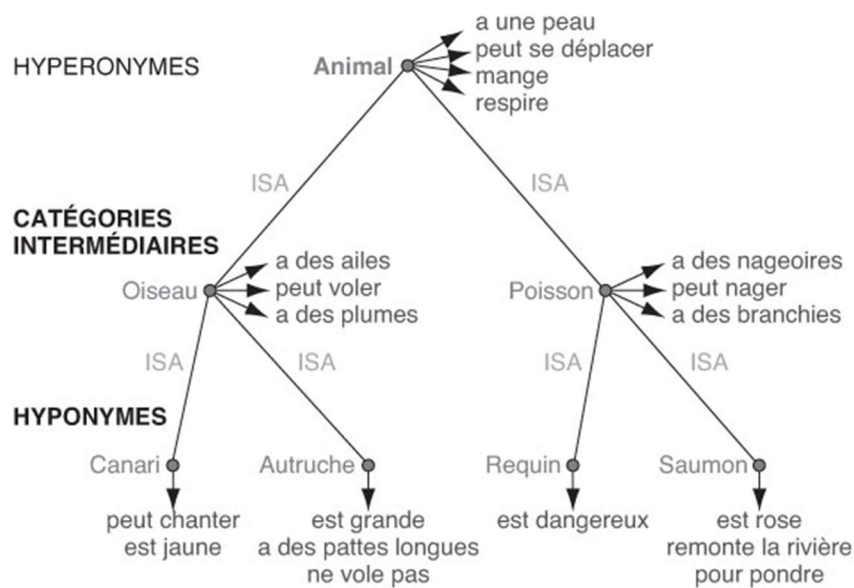 HYPERONYMES
Animal
a une peau
peut se déplacer
mange
respire
ISA
ISA
CATÉGORIES
INTERMÉDIAIRES
Oiseau
a des ailes
peut voler
a des plumes
Poisson
a des nageoires
peut nager
a des branchies
ISA
ISA
ISA
ISA
HYPONYMES
Canari
Autruche
Requin
Saumon
peut chanter
est jaune
est grande
a des pattes longues
ne vole pas
est dangereux
est rose
remonte la rivière
pour pondre